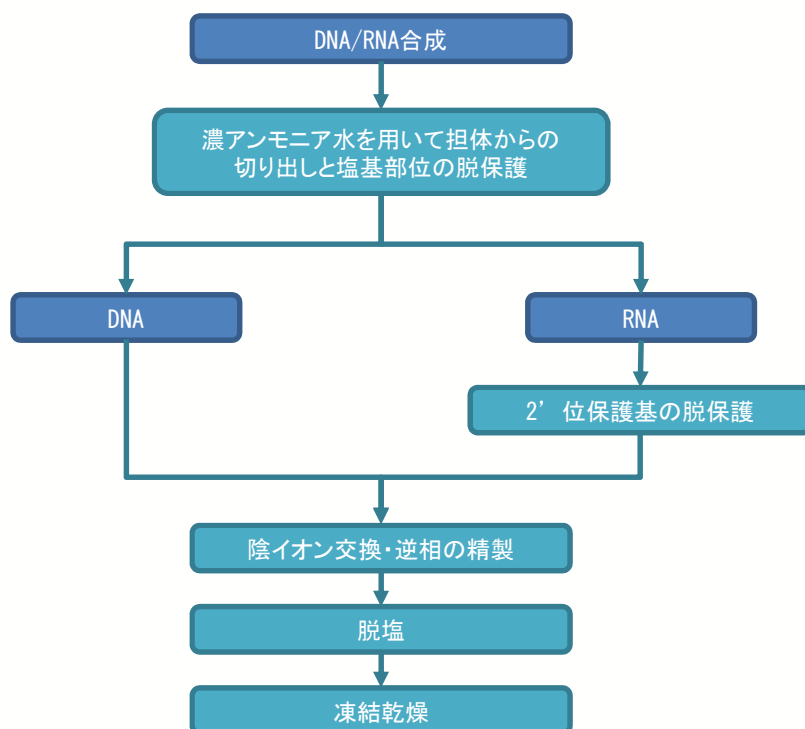 DNA/RNA合成
濃アンモニア水を用いて担体からの
切り出しと塩基部位の脱保護
DNA
RNA
2’位保護基の脱保護
陰イオン交換・逆相の精製
脱塩
凍結乾燥